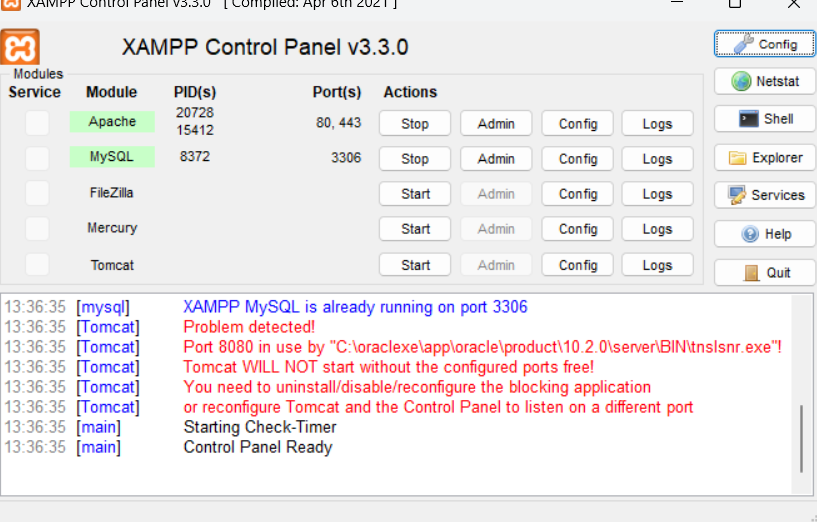 XAMPP Control Panel v3.3.0 [ Compiled: Apr 6th 2021 ]
XAMPP Control Panel v3.3.0
Config
Modules
Service Module PID(s) Port(s) Actions
Netstat
Apache 20728 15412 80, 443 Stop Admin Config Logs
Shell
MySQL 8372 3306 Stop Admin Config Logs
Explorer
FileZilla Start Admin Config Logs
Services
Mercury Start Admin Config Logs
Help
Tomcat Start Admin Config Logs
Quit
13:36:35 [mysql] XAMPP MySQL is already running on port 3306
13:36:35 [Tomcat] Problem detected!
13:36:35 [Tomcat] Port 8080 in use by "C:\oraclexe\app\oracle\product\10.2.0\server\BIN\tnslsnr.exe"!
13:36:35 [Tomcat] Tomcat WILL NOT start without the configured ports free!
13:36:35 [Tomcat] You need to uninstall/disable/reconfigure the blocking application
13:36:35 [Tomcat] or reconfigure Tomcat and the Control Panel to listen on a different port
13:36:35 [main] Starting Check-Timer
13:36:35 [main] Control Panel Ready